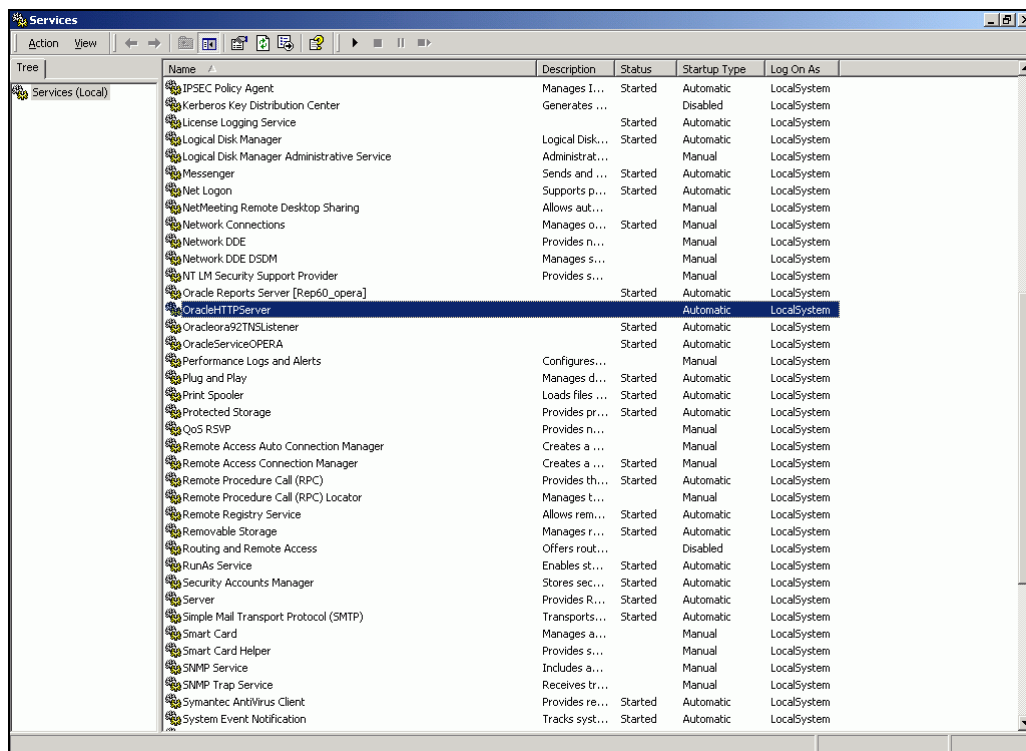 Services
Action View
Tree
Name Description Status Startup Type Log On As
Services (Local)
IPSEC Policy Agent Manages I... Started Automatic LocalSystem
Kerberos Key Distribution Center Generates ... Disabled LocalSystem
License Logging Service Started Automatic LocalSystem
Logical Disk Manager Logical Disk... Started Automatic LocalSystem
Logical Disk Manager Administrative Service Administrat... Manual LocalSystem
Messenger Sends and ... Started Automatic LocalSystem
Net Logon Supports p... Started Automatic LocalSystem
NetMeeting Remote Desktop Sharing Allows aut... Manual LocalSystem
Network Connections Manages o... Started Manual LocalSystem
Network DDE Provides n... Manual LocalSystem
Network DDE DSDM Manages s... Manual LocalSystem
NT LM Security Support Provider Provides s... Manual LocalSystem
Oracle Reports Server [Rep60_opera] Started Automatic LocalSystem
OracleHTTPServer Automatic LocalSystem
Oracleora92TNSListener Started Automatic LocalSystem
OracleServiceOPERA Started Automatic LocalSystem
Performance Logs and Alerts Configures... Manual LocalSystem
Plug and Play Manages d... Started Automatic LocalSystem
Print Spooler Loads files ... Started Automatic LocalSystem
Protected Storage Provides pr... Started Automatic LocalSystem
QoS RSVP Provides n... Manual LocalSystem
Remote Access Auto Connection Manager Creates a ... Manual LocalSystem
Remote Access Connection Manager Creates a ... Started Manual LocalSystem
Remote Procedure Call (RPC) Provides th... Started Automatic LocalSystem
Remote Procedure Call (RPC) Locator Manages t... Manual LocalSystem
Remote Registry Service Allows rem... Started Automatic LocalSystem
Removable Storage Manages r... Started Automatic LocalSystem
Routing and Remote Access Offers rout... Disabled LocalSystem
RunAs Service Enables st... Started Automatic LocalSystem
Security Accounts Manager Stores sec... Started Automatic LocalSystem
Server Provides R... Started Automatic LocalSystem
Simple Mail Transport Protocol (SMTP) Transports... Started Automatic LocalSystem
Smart Card Manages a... Manual LocalSystem
Smart Card Helper Provides s... Manual LocalSystem
SNMP Service Includes a... Manual LocalSystem
SNMP Trap Service Receives tr... Manual LocalSystem
Symantec AntiVirus Client Provides re... Started Automatic LocalSystem
System Event Notification Tracks syst... Started Automatic LocalSystem